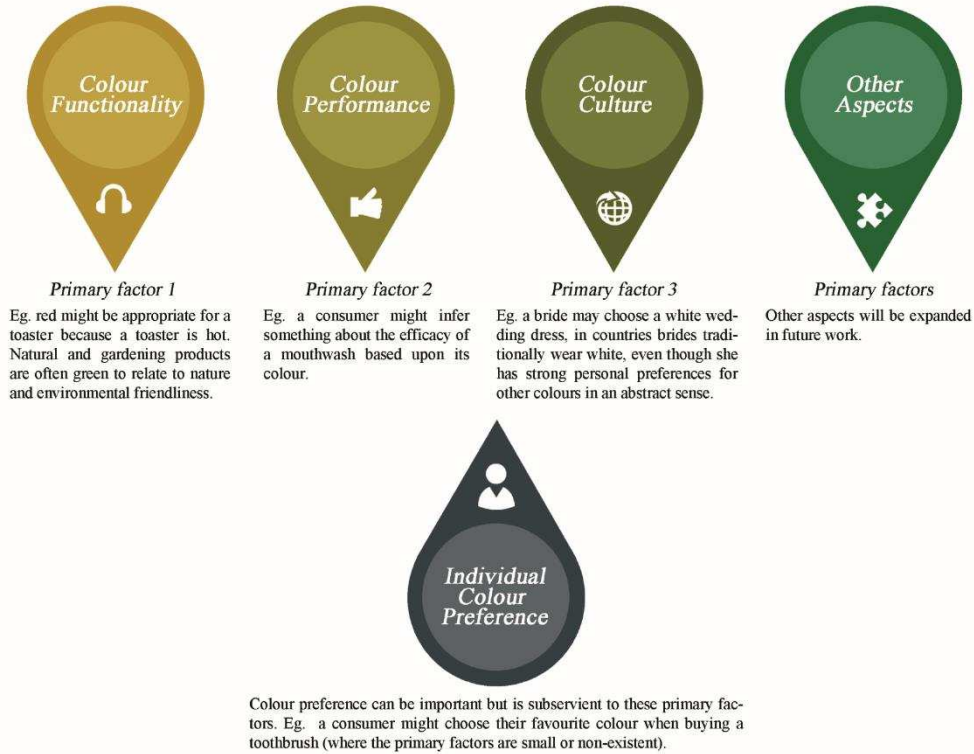 Colour
Functionality
Colour
Performance
Colour
Culture
Other
Aspects
Primary factor 1
Eg. red might be appropriate for a
toaster because a toaster is hot.
Natural and gardening products
are often green to relate to nature
and environmental friendliness.
Primary factor 2
Eg. a consumer might infer
something about the efficacy of
a mouthwash based upon its
colour.
Primary factor 3
Eg. a bride may choose a white wed-
ding dress, in countries brides tradi-
tionally wear white, even though she
has strong personal preferences for
other colours in an abstract sense.
Primary factors
Other aspects will be expanded
in future work.
Individual
Colour
Preference
Colour preference can be important but is subservient to these primary fac-
tors. Eg. a consumer might choose their favourite colour when buying a
toothbrush (where the primary factors are small or non-existent).